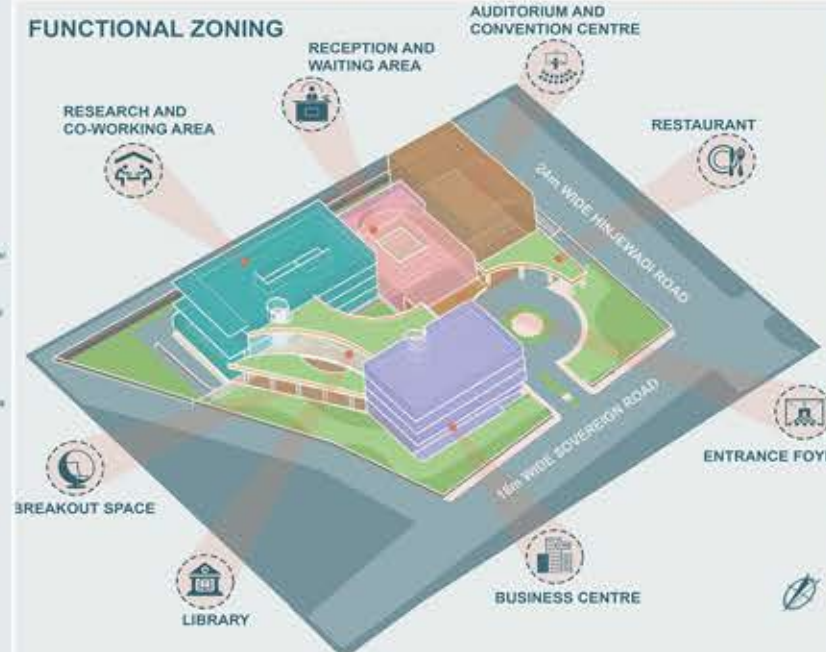 FUNCTIONAL ZONING
AUDITORIUM AND
CONVENTION CENTRE
RECEPTION AND
WAITING AREA
RESEARCH AND
CO-WORKING AREA
RESTAURANT
24m WIDE HINJEWADI ROAD
18m WIDE SOVEREIGN ROAD
ENTRANCE FOY
BREAKOUT SPACE
BUSINESS CENTRE
LIBRARY